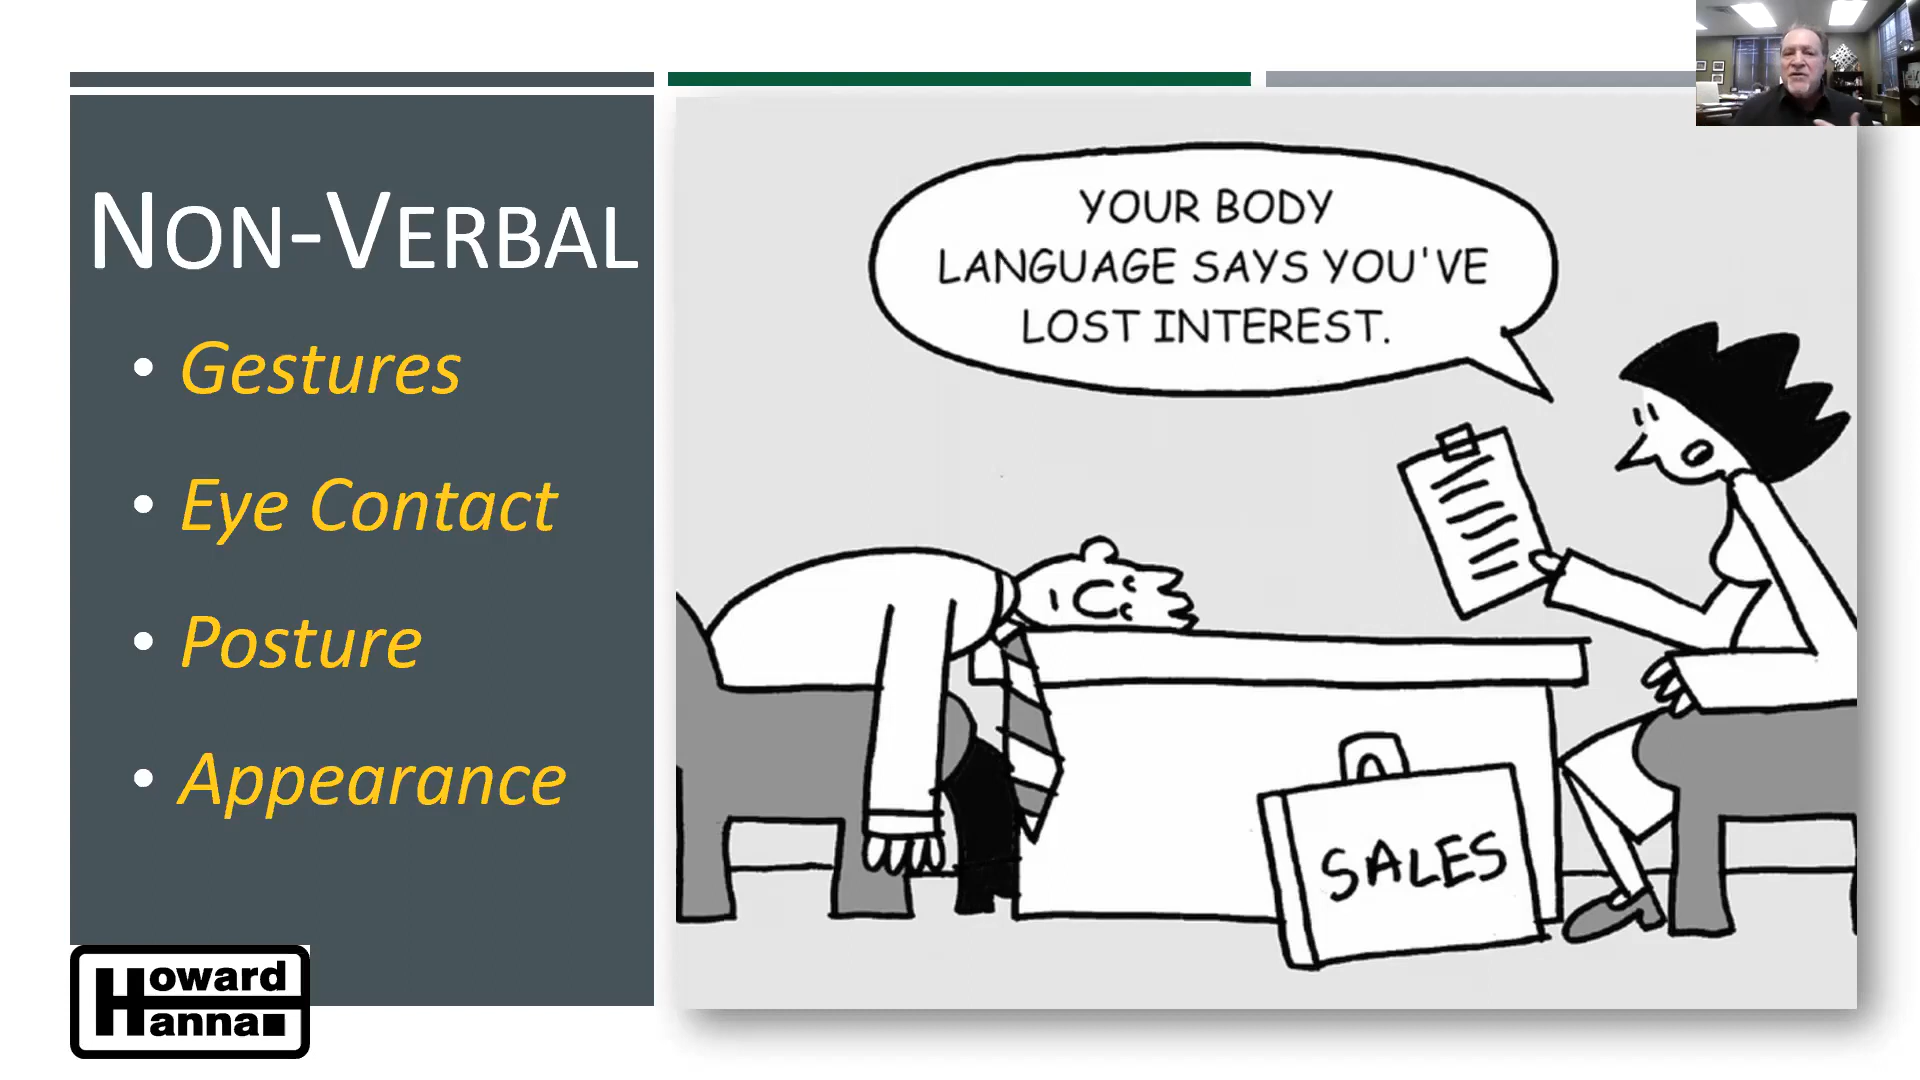 NON-VERBAL
• Gestures
• Eye Contact
• Posture
• Appearance
Howard
Hanna
YOUR BODY
LANGUAGE SAYS YOU'VE
LOST INTEREST.
SALES